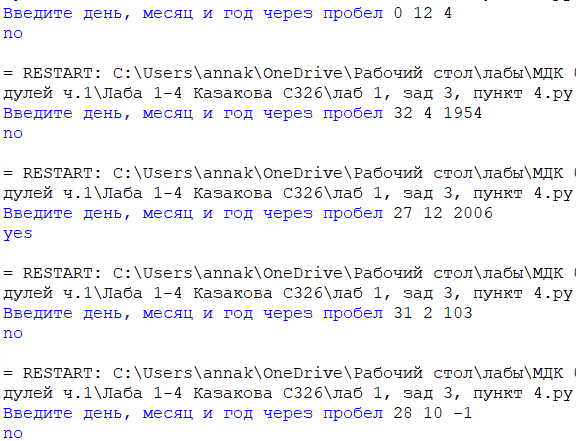 Введите день, месяц и год через пробел 0 12 4
no
= RESTART: C:\Users\annak\OneDrive\Рабочий стол\лабы\МДК
дулей ч.1\Лаба 1-4 Казакова С326\лаб 1, зад 3, пункт 4.py
Введите день, месяц и год через пробел 32 4 1954
no
= RESTART: C:\Users\annak\OneDrive\Рабочий стол\лабы\МДК
дулей ч.1\Лаба 1-4 Казакова С326\лаб 1, зад 3, пункт 4.py
Введите день, месяц и год через пробел 27 12 2006
yes
= RESTART: C:\Users\annak\OneDrive\Рабочий стол\лабы\МДК
дулей ч.1\Лаба 1-4 Казакова С326\лаб 1, зад 3, пункт 4.py
Введите день, месяц и год через пробел 31 2 103
no
= RESTART: C:\Users\annak\OneDrive\Рабочий стол\лабы\МДК
дулей ч.1\Лаба 1-4 Казакова С326\лаб 1, зад 3, пункт 4.py
Введите день, месяц и год через пробел 28 10 -1
no